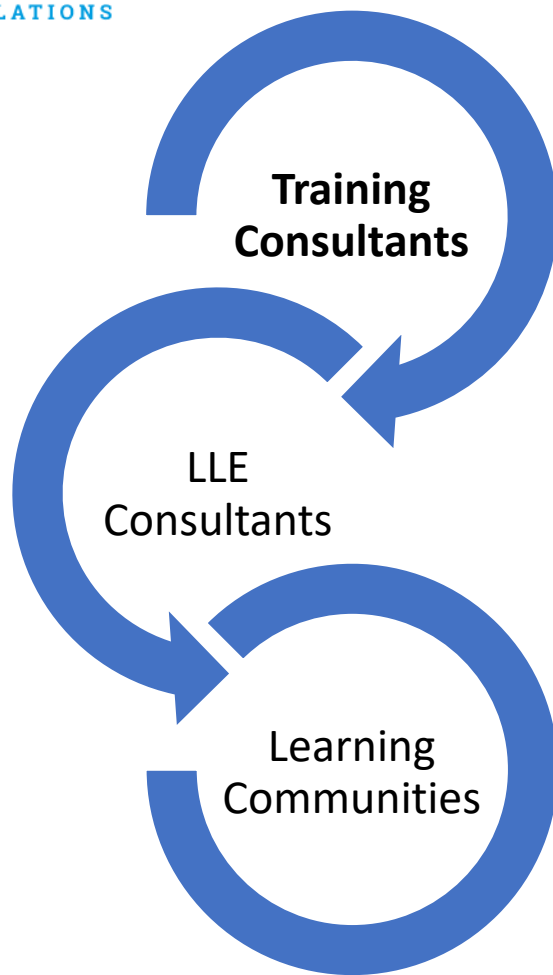 LATIONS
Training
Consultants
LLE
Consultants
Learning
Communities